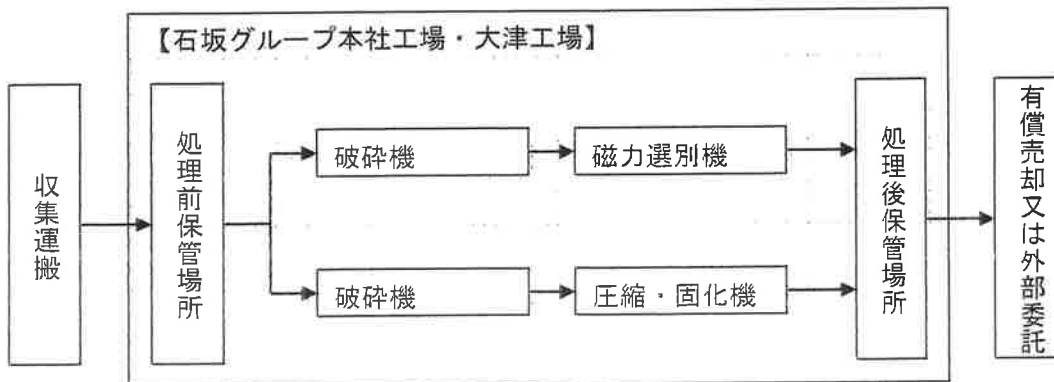 【石坂グループ本社工場・大津工場】
収集運搬
処理前保管場所
破砕機
磁力選別機
破砕機
圧縮・固化機
処理後保管場所
有償売却又は外部委託